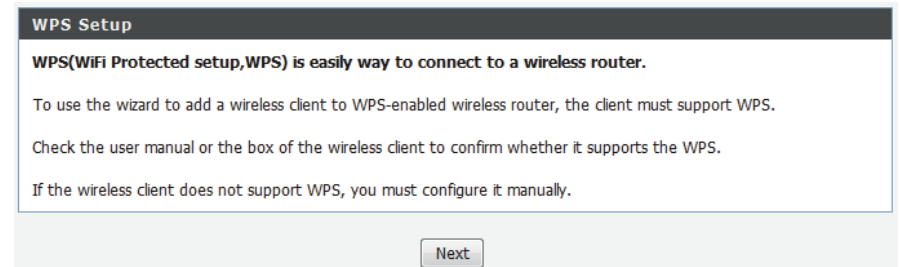 WPS Setup
WPS(WiFi Protected setup,WPS) is easily way to connect to a wireless router.
To use the wizard to add a wireless client to WPS-enabled wireless router, the client must support WPS.
Check the user manual or the box of the wireless client to confirm whether it supports the WPS.
If the wireless client does not support WPS, you must configure it manually.
Next